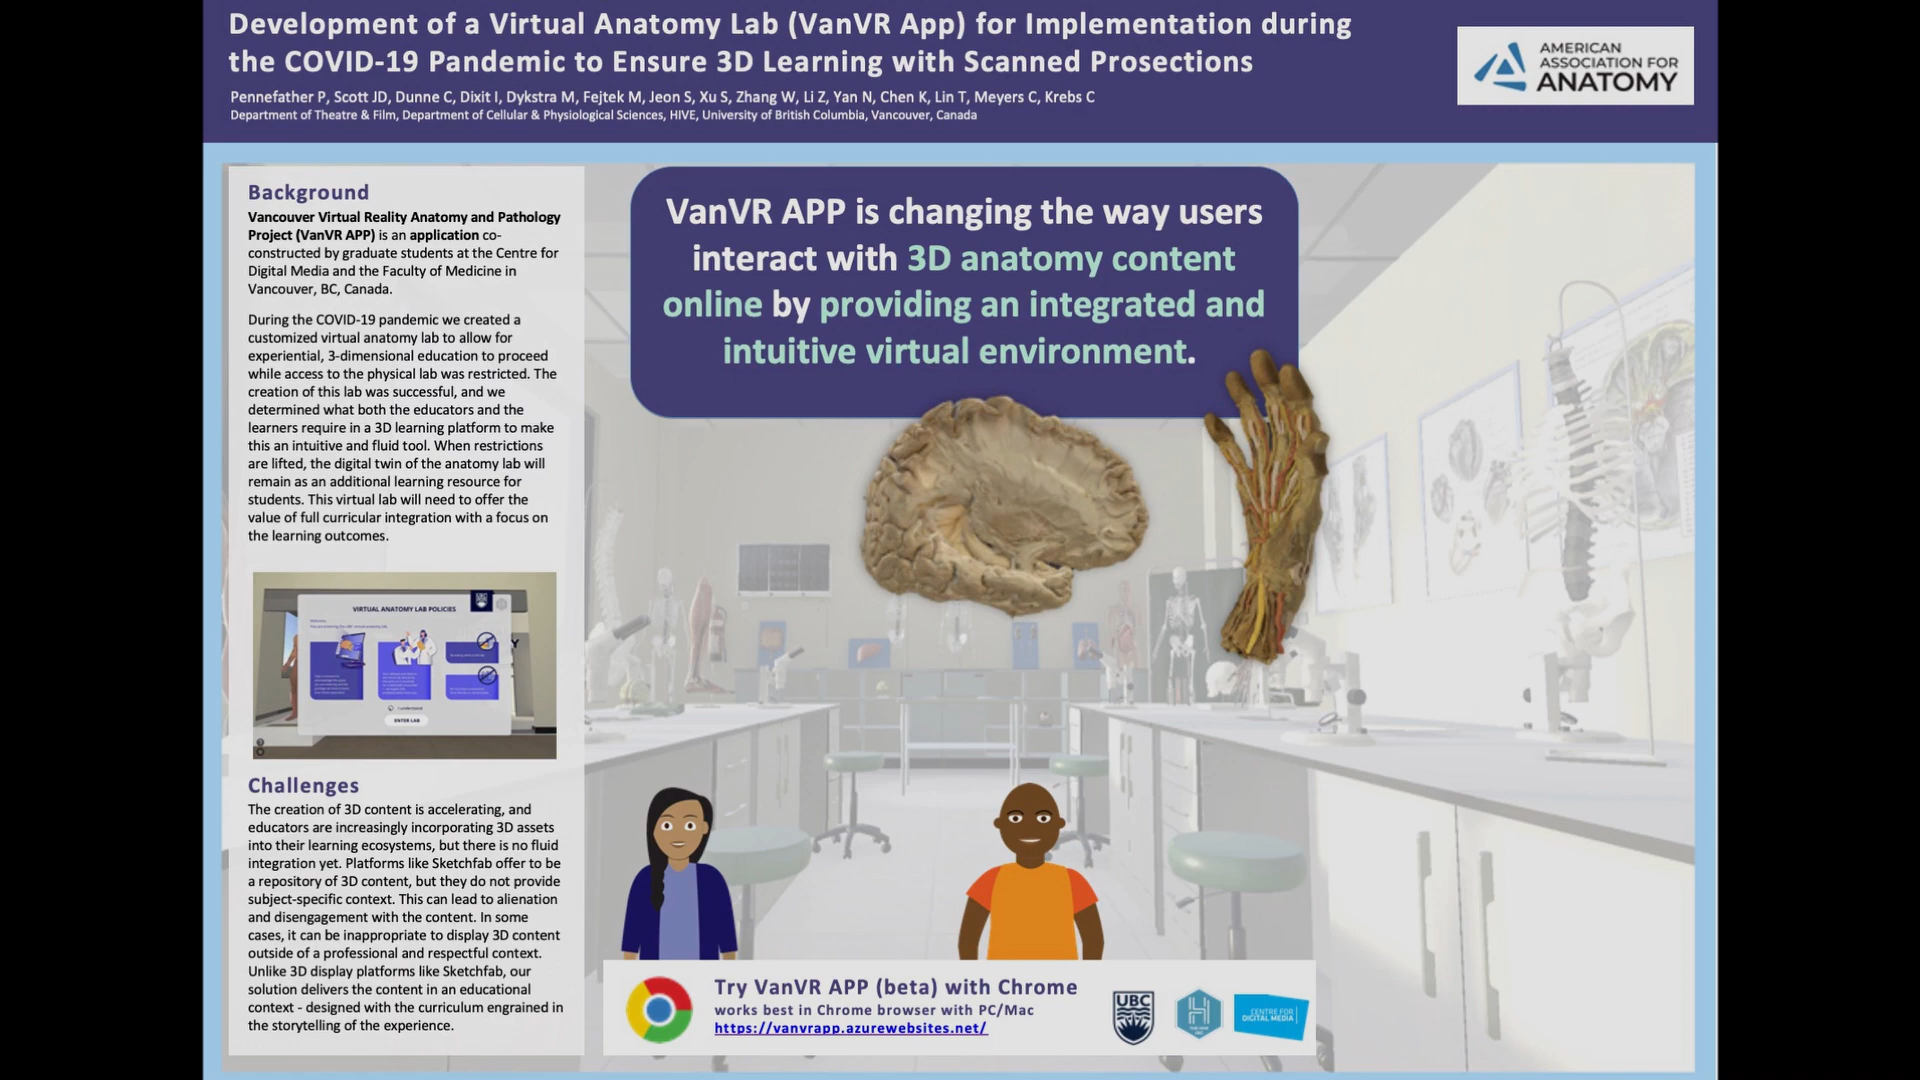 Development of a Virtual Anatomy Lab (VanVR App) for Implementation during
the COVID-19 Pandemic to Ensure 3D Learning with Scanned Prosections
Pennefather P, Scott JD, Dunne C, Dixit I, Dykstra M, Fejtek M, Jeon S, Xu S, Zhang W, Li Z, Yan N, Chen K, Lin T, Meyers C, Krebs C
Department of Theatre & Film, Department of Cellular & Physiological Sciences, HIVE, University of British Columbia, Vancouver, Canada
AMERICAN
ASSOCIATION FOR
ANATOMY
Background
Vancouver Virtual Reality Anatomy and Pathology
Project (VanVR APP) is an application co-
constructed by graduate students at the Centre for
Digital Media and the Faculty of Medicine in
Vancouver, BC, Canada.
During the COVID-19 pandemic we created a
customized virtual anatomy lab to allow for
experiential, 3-dimensional education to proceed
while access to the physical lab was restricted. The
creation of this lab was successful, and we
determined what both the educators and the
learners require in a 3D learning platform to make
this an intuitive and fluid tool. When restrictions
are lifted, the digital twin of the anatomy lab will
remain as an additional learning resource for
students. This virtual lab will need to offer the
value of full curricular integration with a focus on
the learning outcomes.
VIRTUAL ANATOMY LAB POLICIES
UBC
Welcome
I understand
ENTER LAB
Challenges
The creation of 3D content is accelerating, and
educators are increasingly incorporating 3D assets
into their learning ecosystems, but there is no fluid
integration yet. Platforms like Sketchfab offer to be
a repository of 3D content, but they do not provide
subject-specific context. This can lead to alienation
and disengagement with the content. In some
cases, it can be inappropriate to display 3D content
outside of a professional and respectful context.
Unlike 3D display platforms like Sketchfab, our
solution delivers the content in an educational
context - designed with the curriculum engrained in
the storytelling of the experience.
VanVR APP is changing the way users
interact with 3D anatomy content
online by providing an integrated and
intuitive virtual environment.
Try VanVR APP (beta) with Chrome
works best in Chrome browser with PC/Mac
https://vanvrapp.azurewebsites.net/
UBC
CENTRE FOR
DIGITAL MEDIA